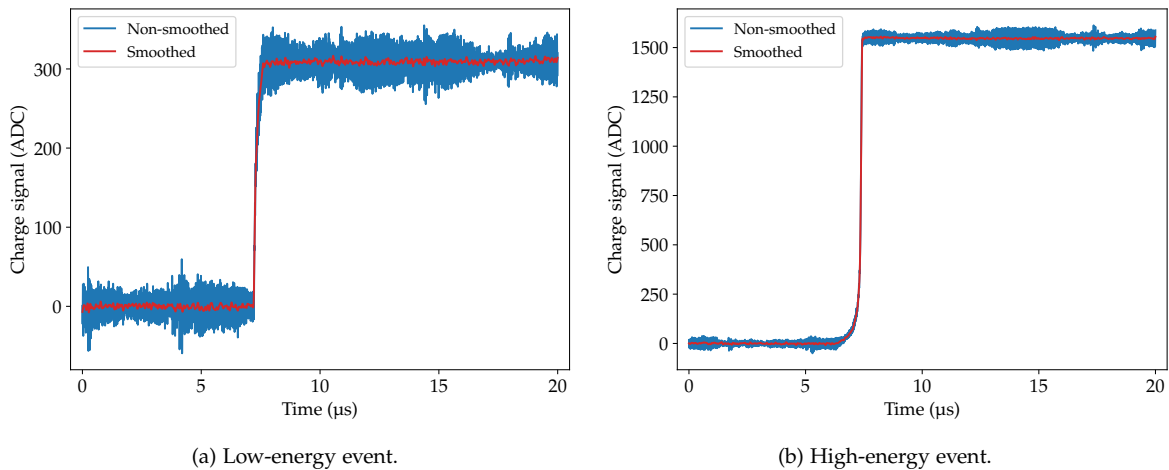 Non-smoothed
Smoothed
300
200
100
0
Charge signal (ADC)
0
5
10
15
20
Time (μs)
(a) Low-energy event.
Non-smoothed
Smoothed
1500
1250
1000
750
500
250
0
Charge signal (ADC)
0
5
10
15
20
Time (μs)
(b) High-energy event.